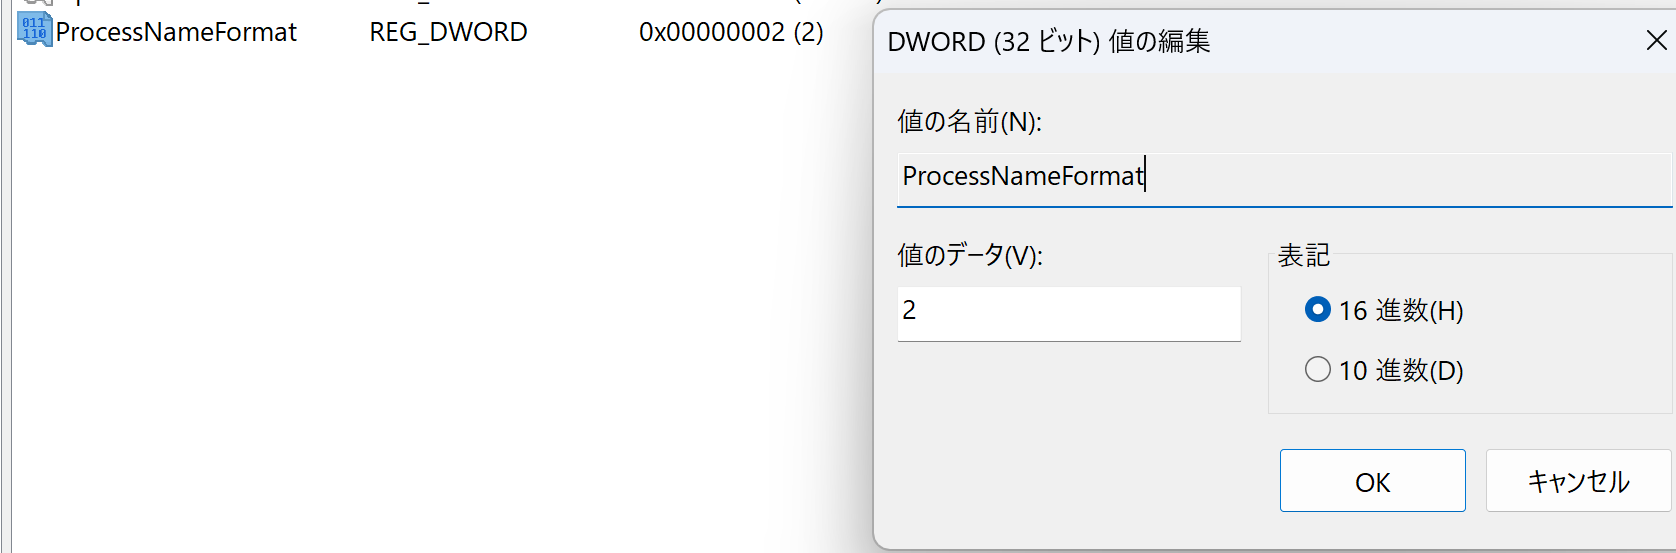 ProcessNameFormat REG_DWORD 0x00000002 (2)
DWORD (32 ビット) 値の編集
値の名前(N):
ProcessNameFormat
値のデータ(V):
2
表記
16 進数(H)
10 進数(D)
OK
キャンセル